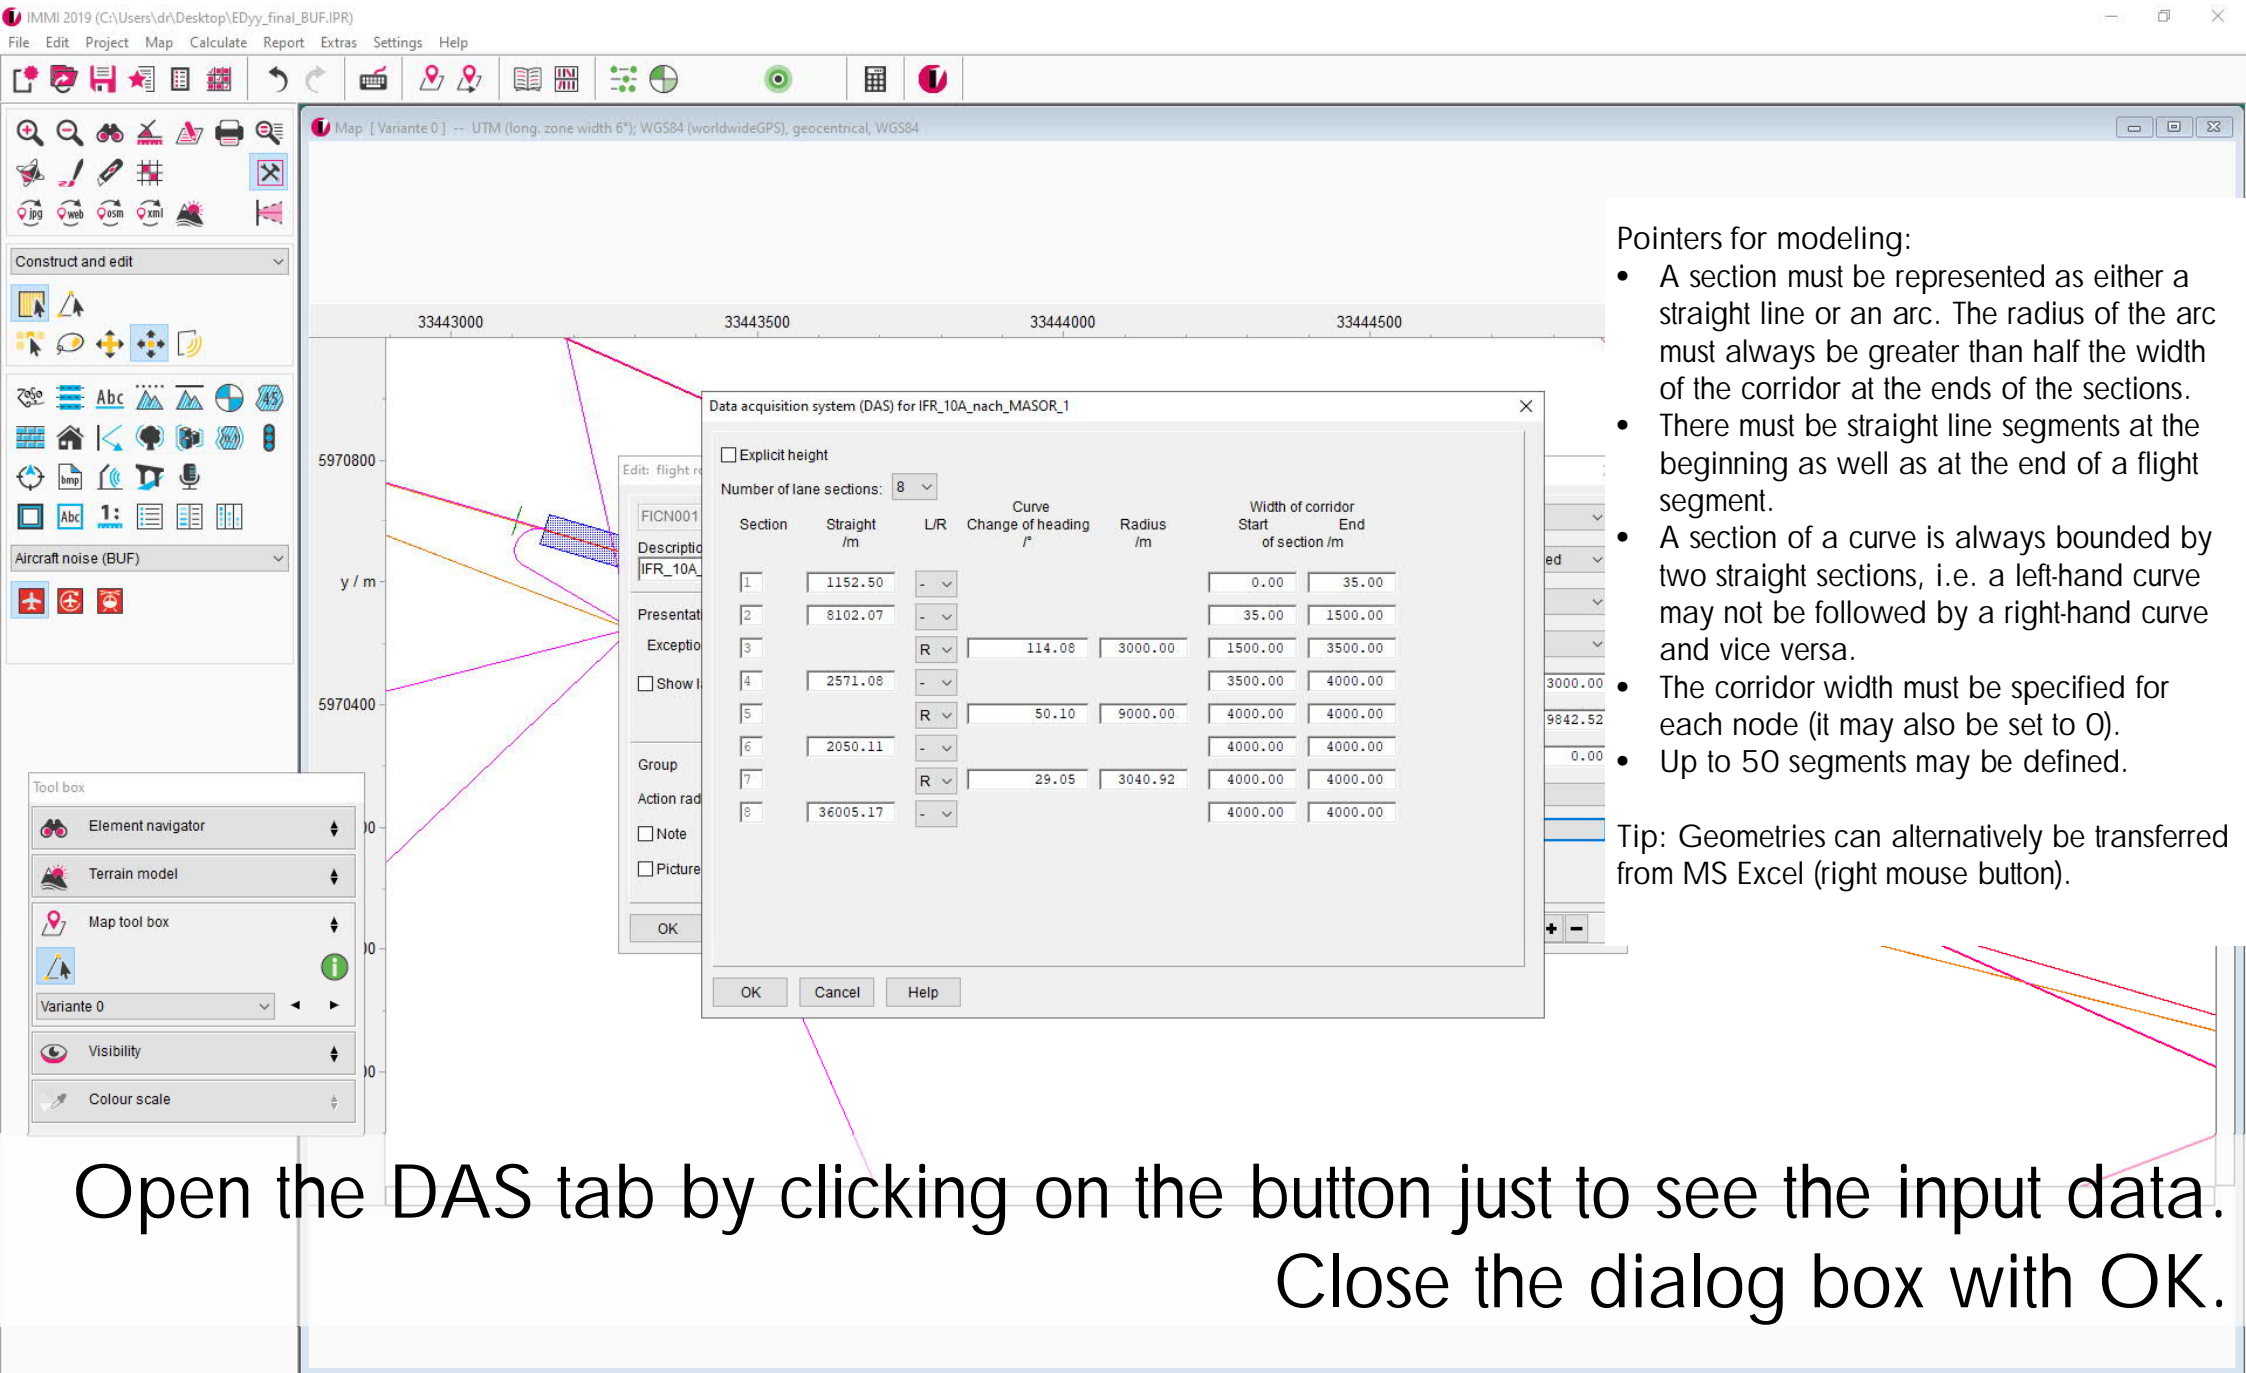 IMMI 2019 (C:\Users\dr\Desktop\EDyy_final_BUF.IPR)
File Edit Project Map Calculate Report Extras Settings Help
Map [ Variante 0 ] -- UTM (long. zone width 6°); WGS84 (worldwideGPS), geocentrical, WGS84
jpg web osm xml
Construct and edit
Abc
45
bmp
Abc 1:
Aircraft noise (BUF)
33443000 33443500 33444000 33444500
5970800
y / m
5970400
00
00
00
Tool box
Element navigator
Terrain model
Map tool box
Variante 0
Visibility
Colour scale
Edit: flight ro
FICN001
Descriptio
IFR_10A_
Presentati
Exceptio
Show l
Group
Action rad
Note
Picture
OK
ed
3000.00
9842.52
0.00
+ −
Data acquisition system (DAS) for IFR_10A_nach_MASOR_1
Explicit height
Number of lane sections: 8
Curve Width of corridor
Section Straight L/R Change of heading Radius Start End
/m /° /m of section /m
1 1152.50 - 0.00 35.00
2 8102.07 - 35.00 1500.00
3 R 114.08 3000.00 1500.00 3500.00
4 2571.08 - 3500.00 4000.00
5 R 50.10 9000.00 4000.00 4000.00
6 2050.11 - 4000.00 4000.00
7 R 29.05 3040.92 4000.00 4000.00
8 36005.17 - 4000.00 4000.00
OK Cancel Help
Pointers for modeling:
• A section must be represented as either a
straight line or an arc. The radius of the arc
must always be greater than half the width
of the corridor at the ends of the sections.
• There must be straight line segments at the
beginning as well as at the end of a flight
segment.
• A section of a curve is always bounded by
two straight sections, i.e. a left-hand curve
may not be followed by a right-hand curve
and vice versa.
• The corridor width must be specified for
each node (it may also be set to 0).
• Up to 50 segments may be defined.
Tip: Geometries can alternatively be transferred
from MS Excel (right mouse button).
Open the DAS tab by clicking on the button just to see the input data.
Close the dialog box with OK.